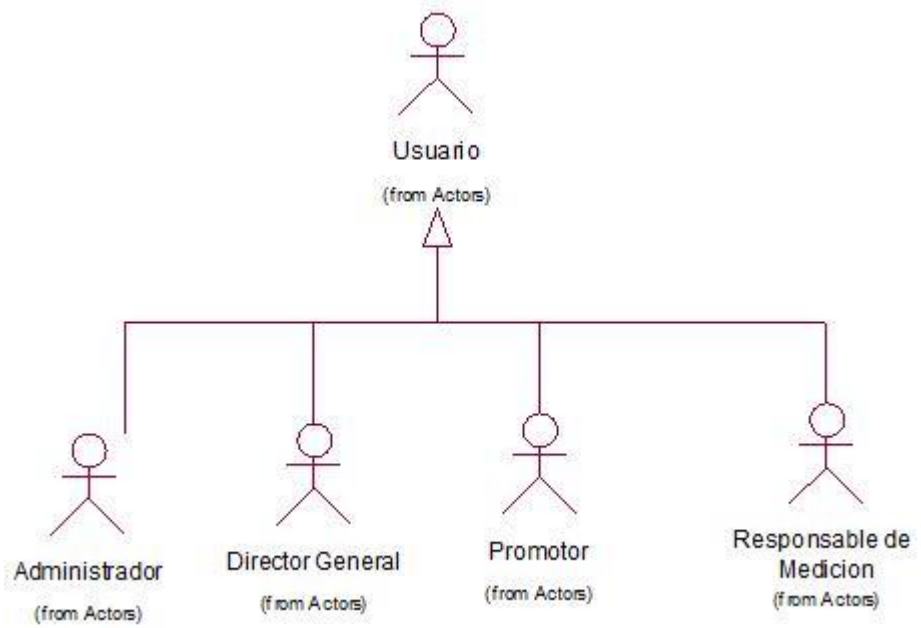 Usuario
(from Actors)
Administrador
(from Actors)
Director General
(from Actors)
Promotor
(from Actors)
Responsable de
Medicion
(from Actors)